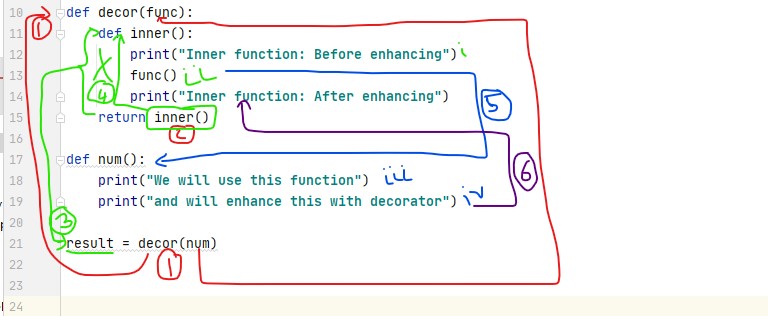 10 def decor(func):
11 def inner():
12 print("Inner function: Before enhancing") i
13 func() ii
14 print("Inner function: After enhancing")
15 return inner()
16
17 def num():
18 print("We will use this function") iii
19 print("and will enhance this with decorator") iv
20
21 result = decor(num)
22
23
24
1
X
4
2
5
6
3
1